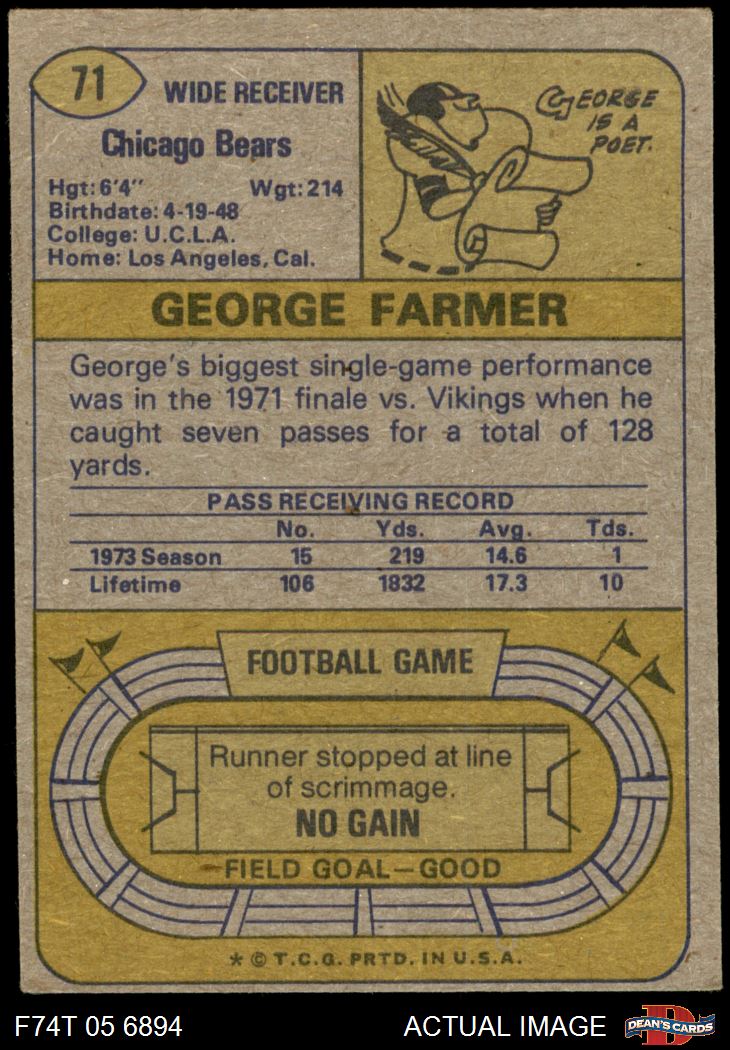 71
WIDE RECEIVER
Chicago Bears
Hgt: 6'4" Wgt: 214
Birthdate: 4-19-48
College: U.C.L.A.
Home: Los Angeles, Cal.
GEORGE
IS A
POET.
GEORGE FARMER
George's biggest single-game performance
was in the 1971 finale vs. Vikings when he
caught seven passes for a total of 128
yards.
PASS RECEIVING RECORD
No. Yds. Avg. Tds.
1973 Season 15 219 14.6 1
Lifetime 106 1832 17.3 10
FOOTBALL GAME
Runner stopped at line
of scrimmage.
NO GAIN
FIELD GOAL—GOOD
* © T.C.G. PRTD. IN U.S.A.
F74T 05 6894 ACTUAL IMAGE
D
DEAN'S CARDS